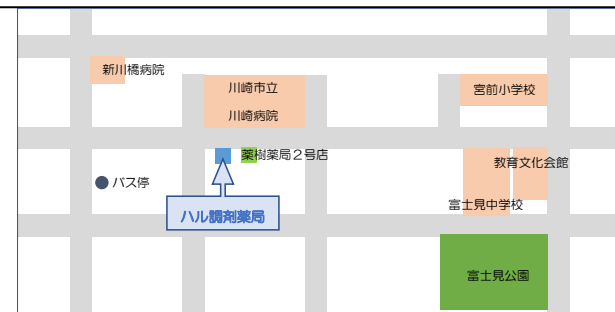 新川橋病院
川崎市立
川崎病院
宮前小学校
薬樹薬局２号店
教育文化会館
バス停
富士見中学校
ハル調剤薬局
富士見公園